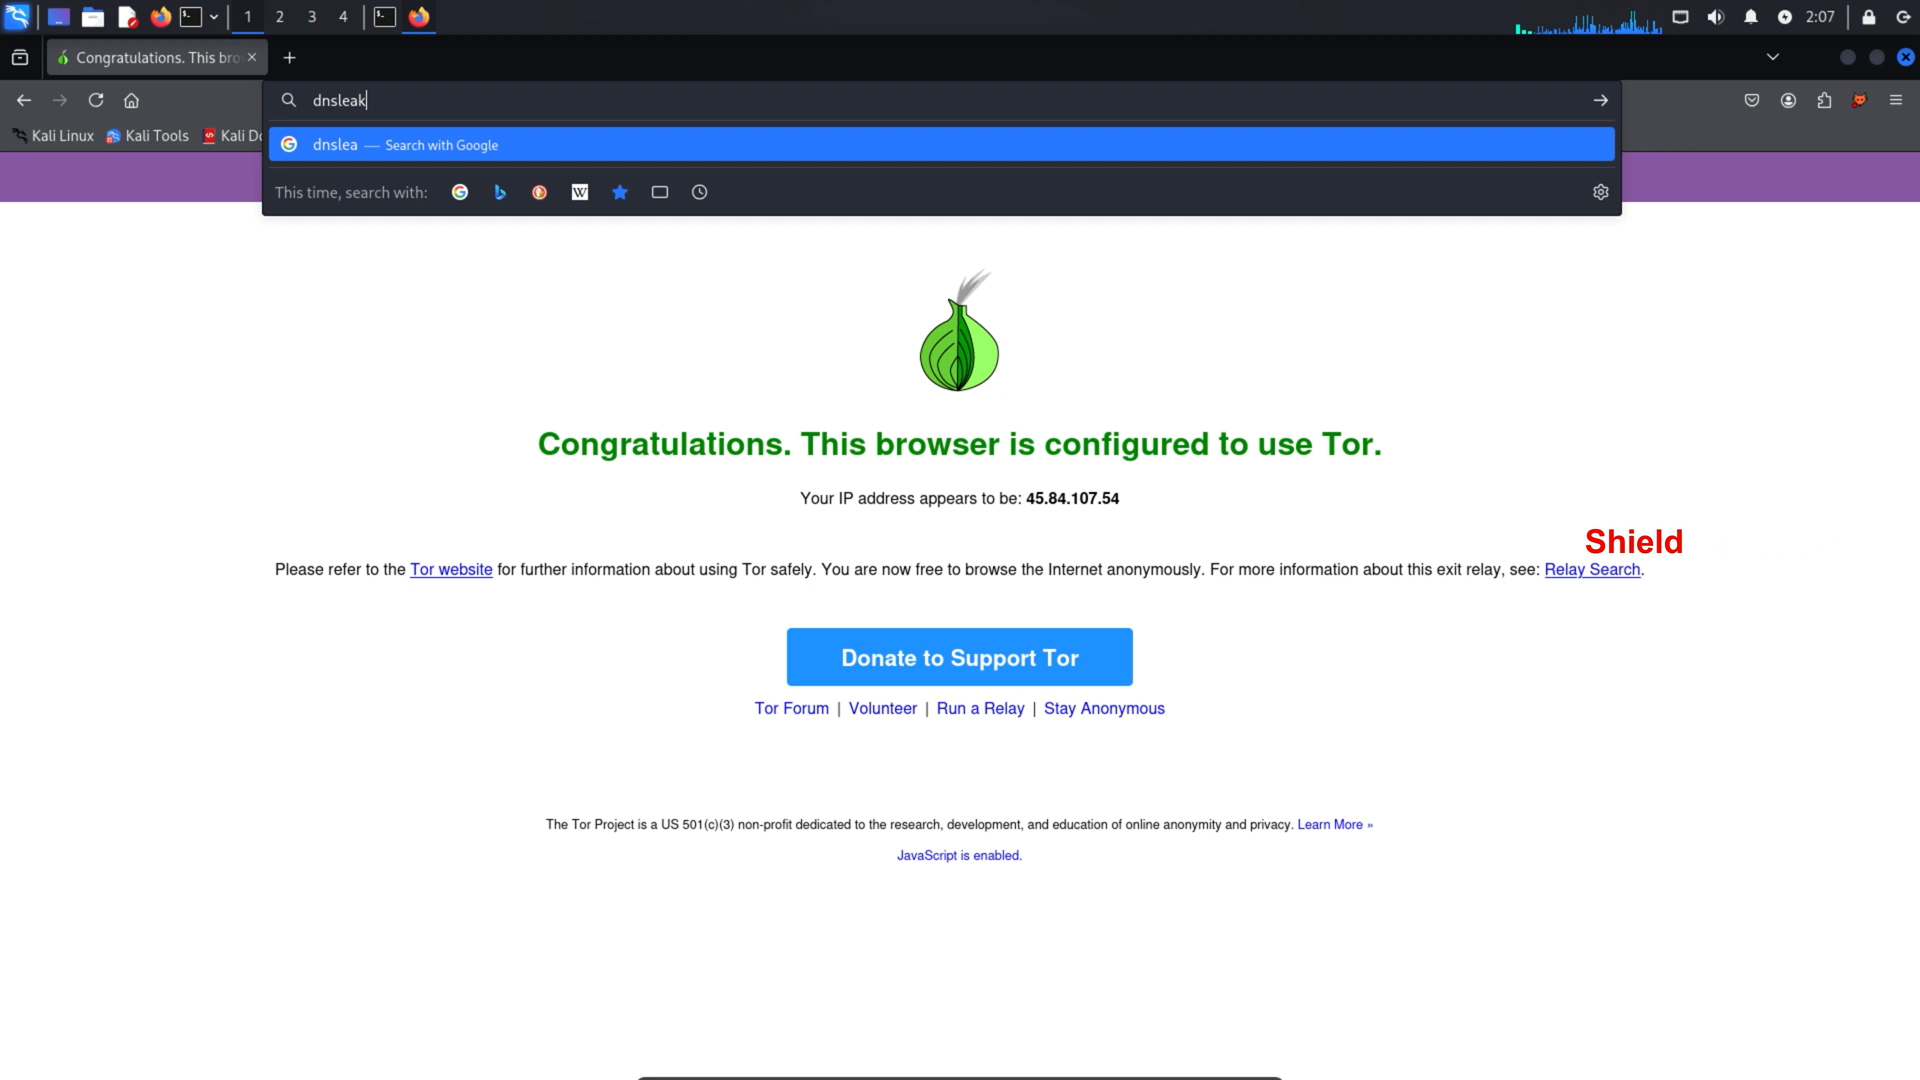 1 2 3 4 2:07
Congratulations. This bro
dnsleak
Kali Linux Kali Tools Kali Do
dnslea — Search with Google
This time, search with:
Congratulations. This browser is configured to use Tor.
Your IP address appears to be: 45.84.107.54
Shield
Please refer to the Tor website for further information about using Tor safely. You are now free to browse the Internet anonymously. For more information about this exit relay, see: Relay Search.
Donate to Support Tor
Tor Forum | Volunteer | Run a Relay | Stay Anonymous
The Tor Project is a US 501(c)(3) non-profit dedicated to the research, development, and education of online anonymity and privacy. Learn More »
JavaScript is enabled.